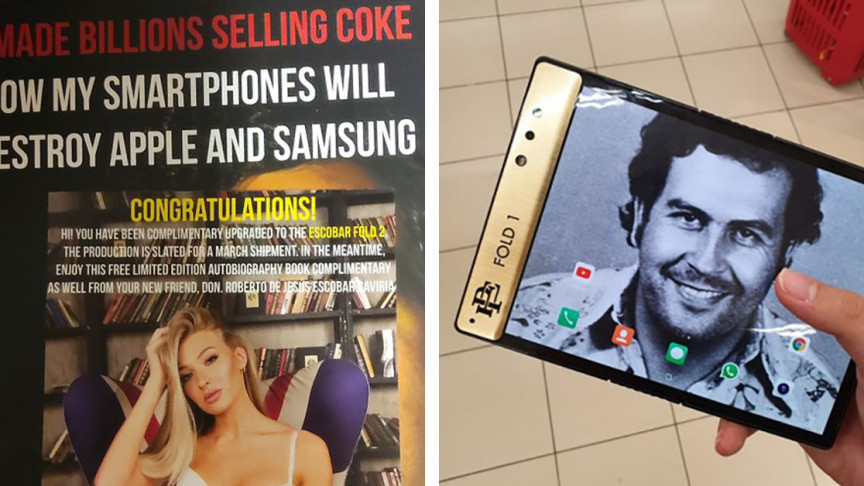 MADE BILLIONS SELLING COKE
OW MY SMARTPHONES WILL
ESTROY APPLE AND SAMSUNG
CONGRATULATIONS!
HI! YOU HAVE BEEN COMPLIMENTARY UPGRADED TO THE ESCOBAR FOLD 2,
THE PRODUCTION IS SLATED FOR A MARCH SHIPMENT. IN THE MEANTIME,
ENJOY THIS FREE LIMITED EDITION AUTOBIOGRAPHY BOOK COMPLIMENTARY
AS WELL FROM YOUR NEW FRIEND, DON. ROBERTO DE JESUS ESCOBAR GAVIRIA
FOLD 1